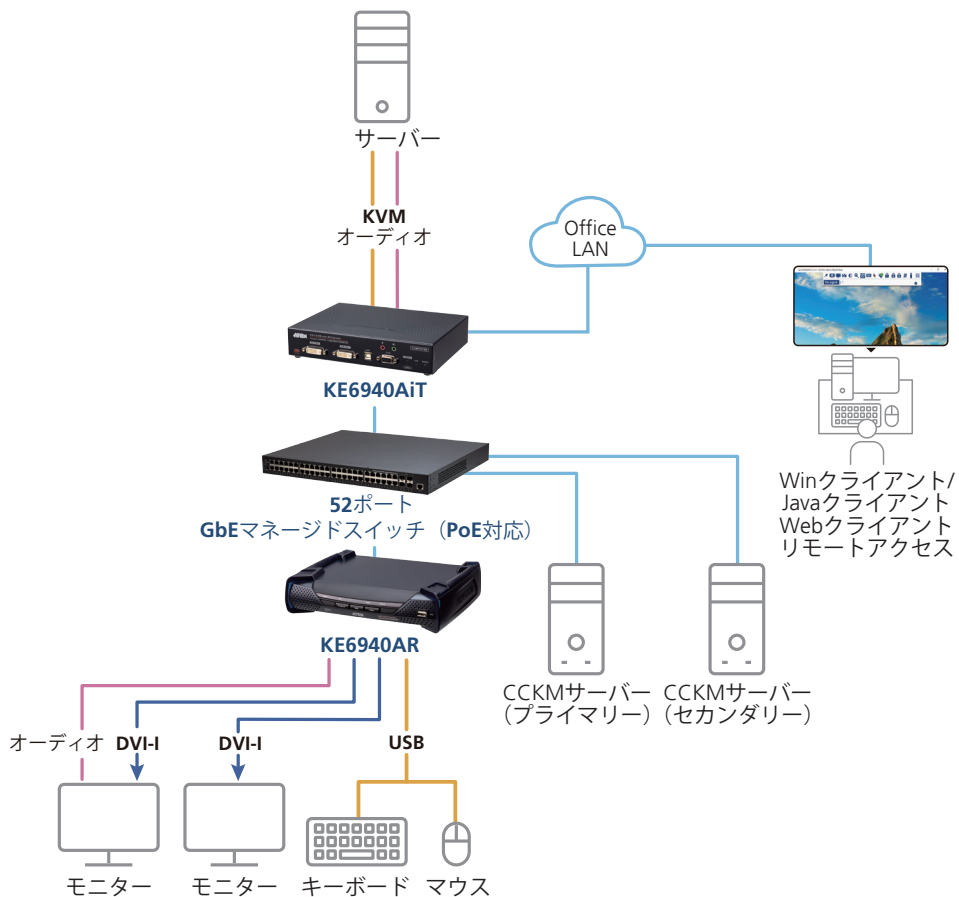 サーバー
KVM
オーディオ
Office
LAN
ATEN
KE6940AiT
52ポート
GbEマネージドスイッチ（PoE対応）
Winクライアント/
Javaクライアント
Webクライアント
リモートアクセス
KE6940AR
CCKMサーバー
（プライマリー）
CCKMサーバー
（セカンダリー）
オーディオ
DVI-I
DVI-I
USB
モニター
モニター
キーボード
マウス